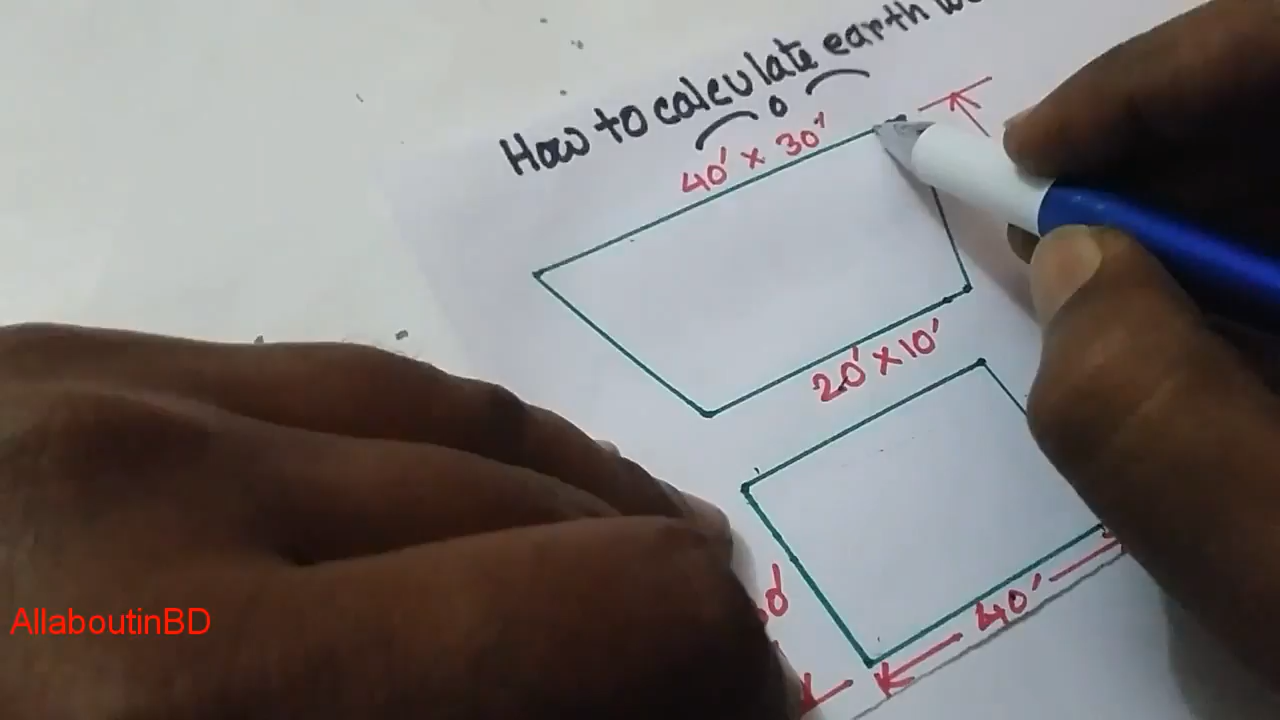 How to calculate earth
40' x 30'
20' x 10'
40'
AllaboutinBD